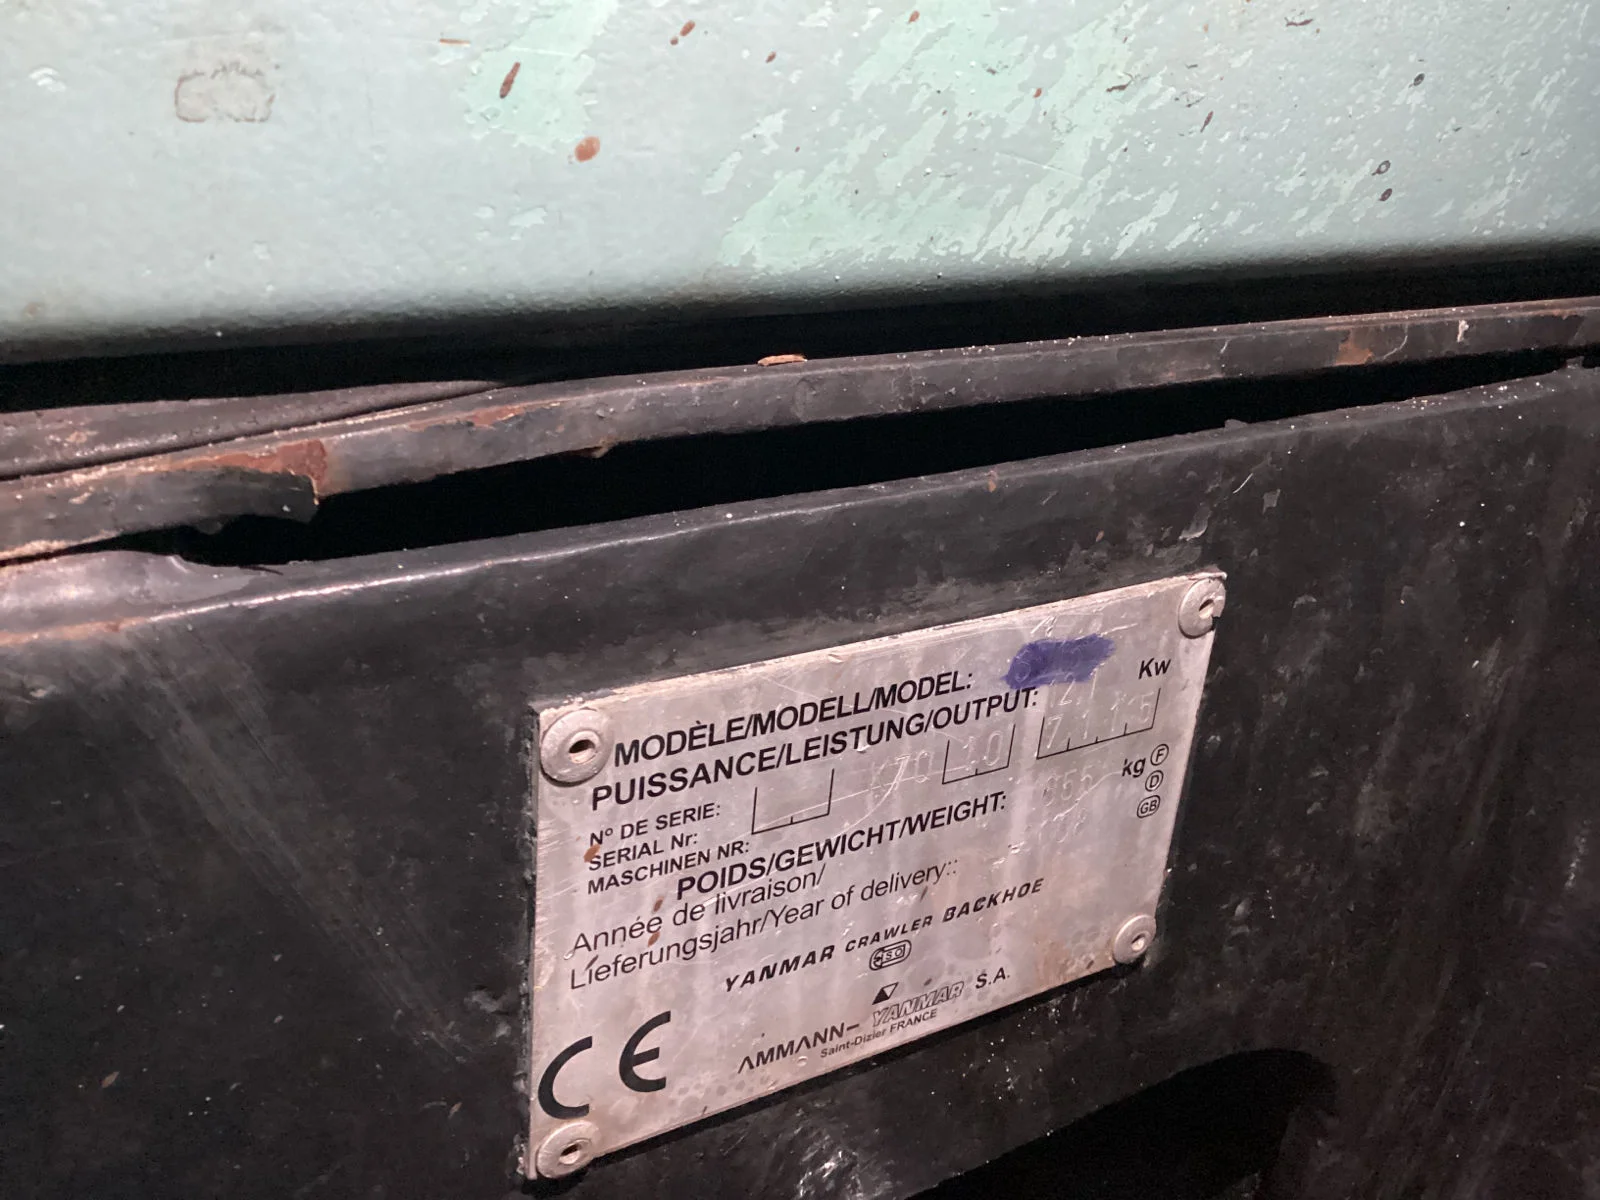 MODÈLE/MODELL/MODEL:
PUISSANCE/LEISTUNG/OUTPUT: Kw
Nº DE SERIE:
SERIAL Nr:
MASCHINEN NR:
POIDS/GEWICHT/WEIGHT: kg
F
D
GB
Année de livraison/
Lieferungsjahr/Year of delivery::
YANMAR CRAWLER BACKHOE
AMMANN-YANMAR S.A.
Saint-Dizier FRANCE
CE